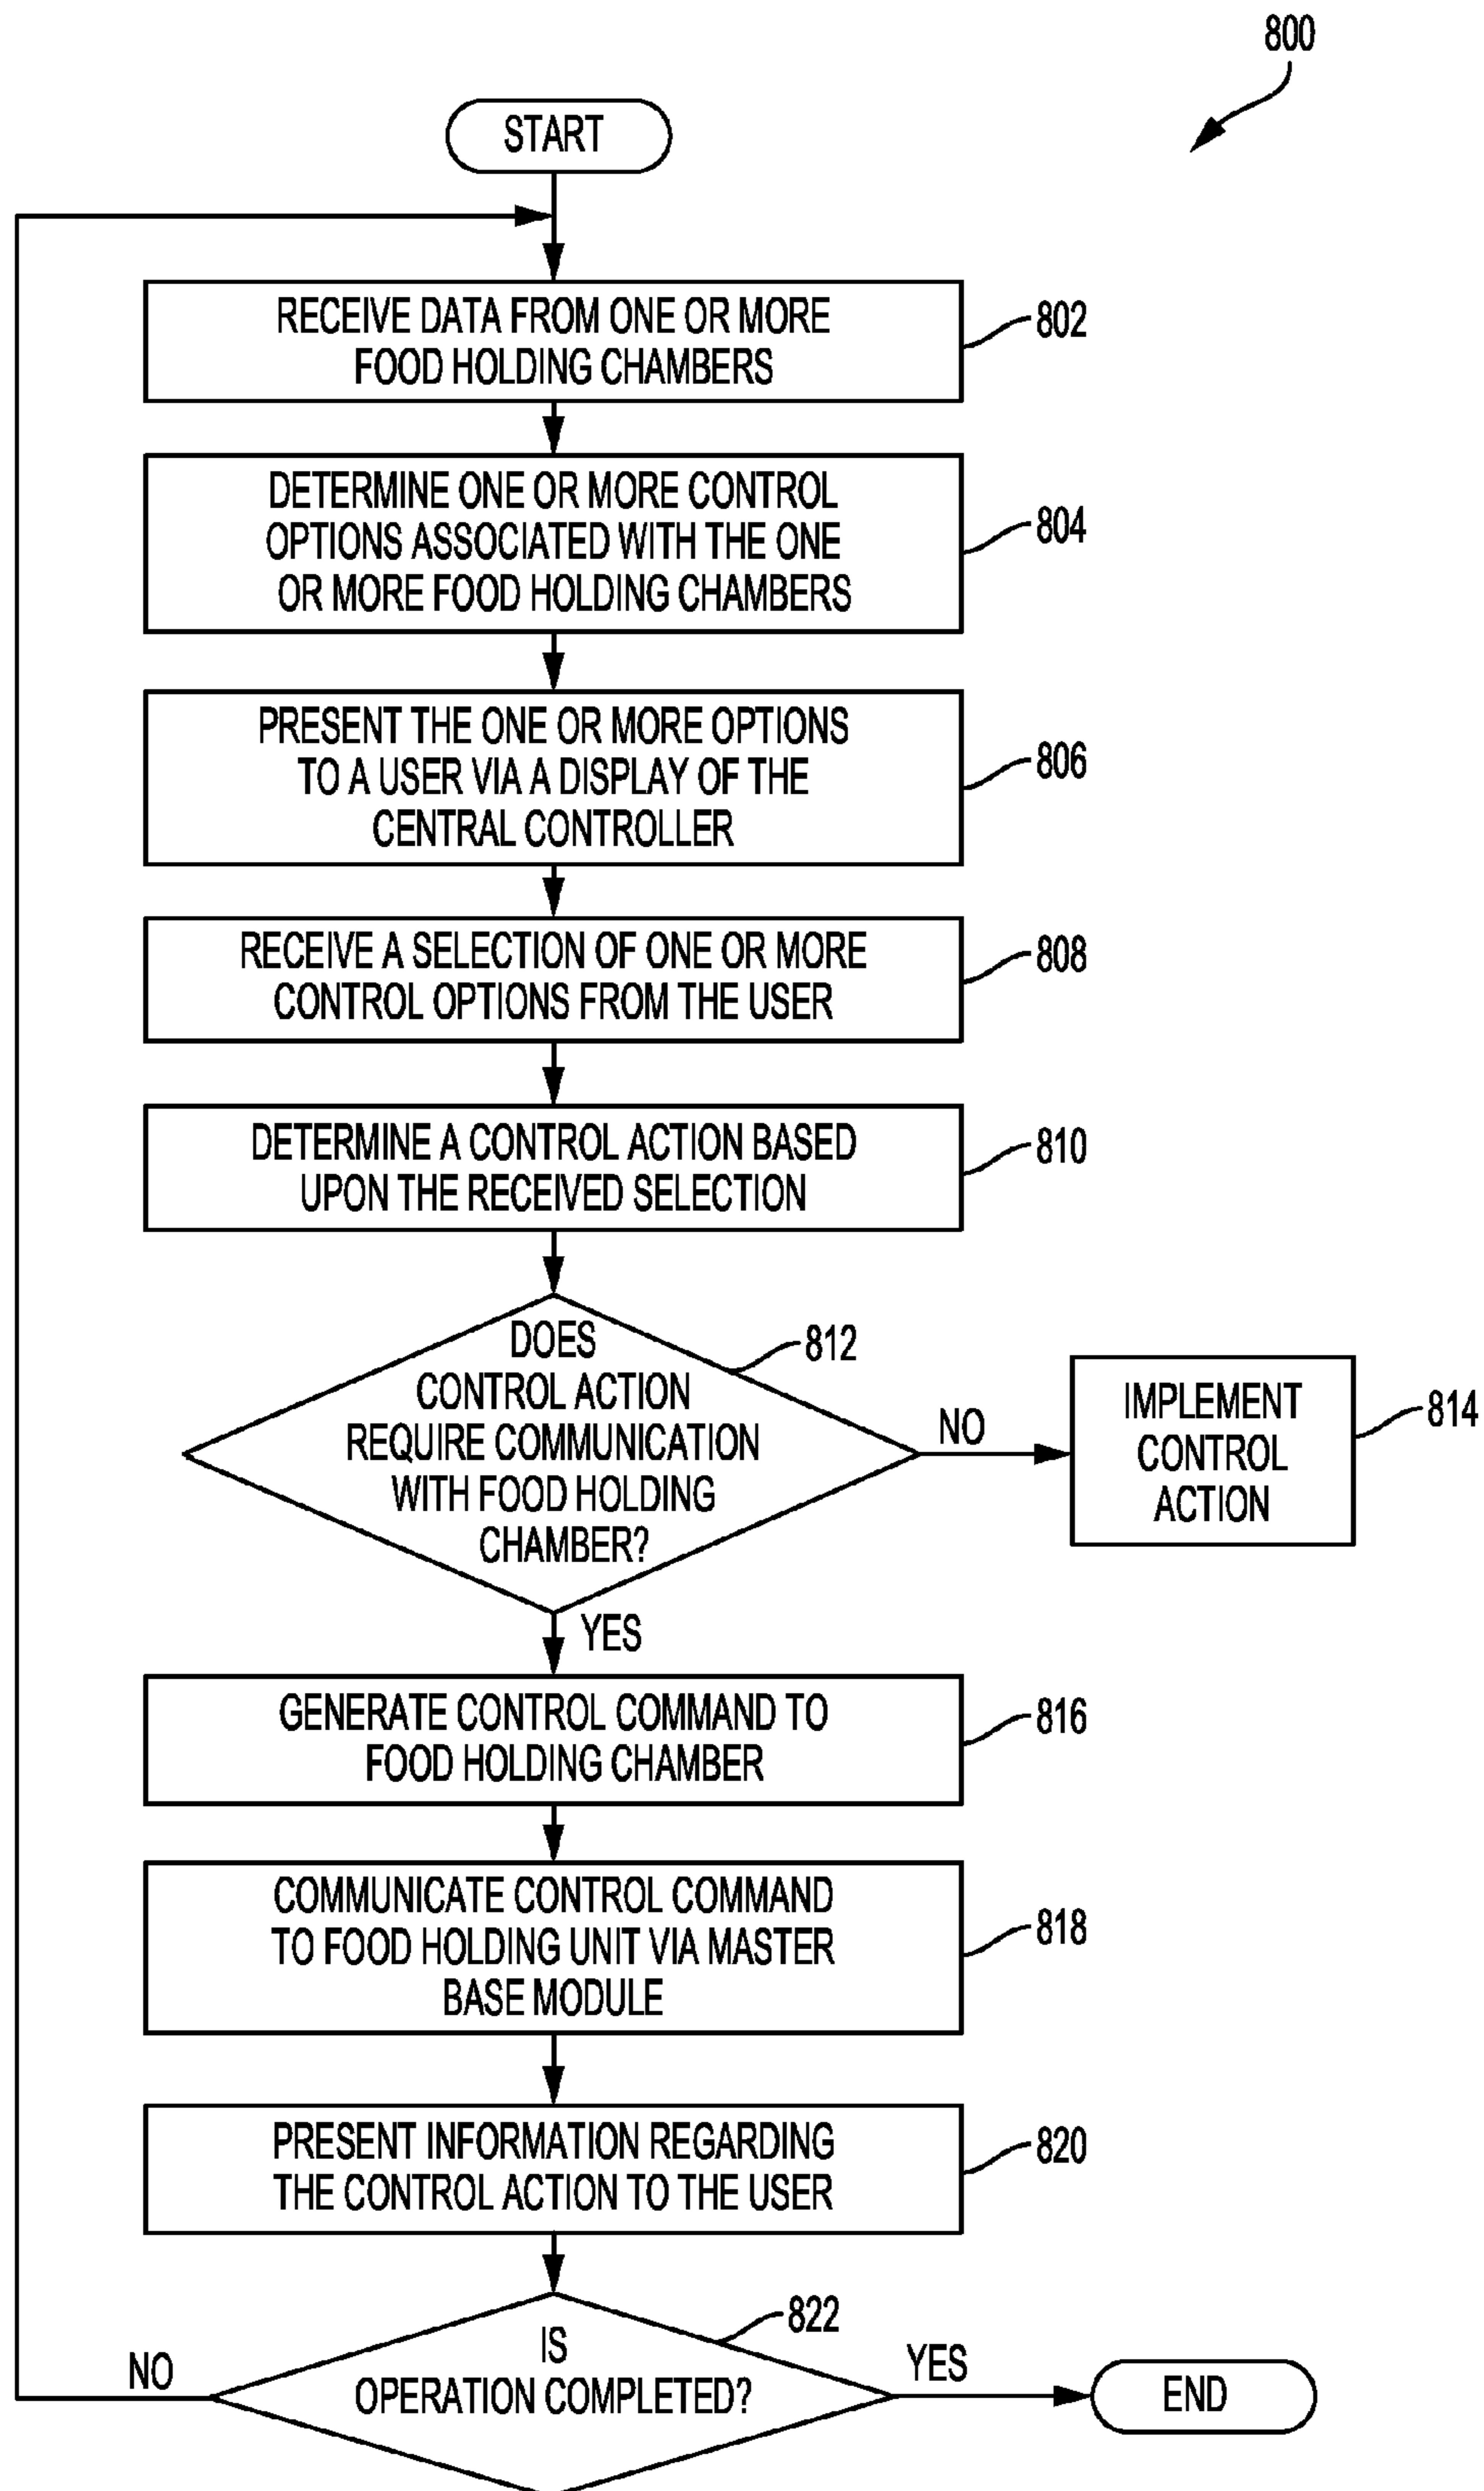 800
START
RECEIVE DATA FROM ONE OR MORE
FOOD HOLDING CHAMBERS
802
DETERMINE ONE OR MORE CONTROL
OPTIONS ASSOCIATED WITH THE ONE
OR MORE FOOD HOLDING CHAMBERS
804
PRESENT THE ONE OR MORE OPTIONS
TO A USER VIA A DISPLAY OF THE
CENTRAL CONTROLLER
806
RECEIVE A SELECTION OF ONE OR MORE
CONTROL OPTIONS FROM THE USER
808
DETERMINE A CONTROL ACTION BASED
UPON THE RECEIVED SELECTION
810
DOES
CONTROL ACTION
REQUIRE COMMUNICATION
WITH FOOD HOLDING
CHAMBER?
812
NO
IMPLEMENT
CONTROL
ACTION
814
YES
GENERATE CONTROL COMMAND TO
FOOD HOLDING CHAMBER
816
COMMUNICATE CONTROL COMMAND
TO FOOD HOLDING UNIT VIA MASTER
BASE MODULE
818
PRESENT INFORMATION REGARDING
THE CONTROL ACTION TO THE USER
820
IS
OPERATION COMPLETED?
822
NO
YES
END